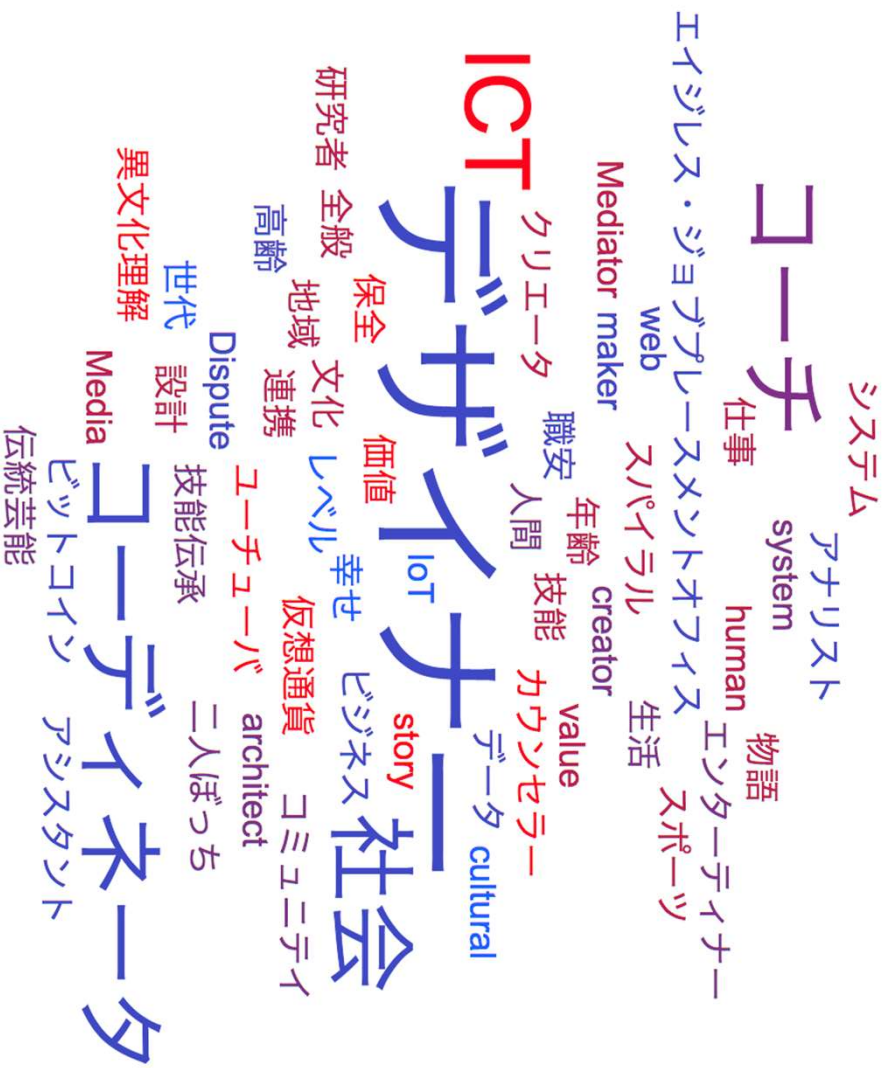 システム
アナリスト
コーチ
system
仕事
human
物語
エイジレス・ジョブプレースメントオフィス
エンターティナー
web
スパイラル
生活
スポーツ
Mediator
maker
creator
職安
年齢
value
クリエータ
人間
技能
カウンセラー
ICT
デザイナー
データ
cultural
IoT
story
社会
保全
価値
研究者
全般
文化
レベル
幸せ
ビジネス
高齢
地域
連携
仮想通貨
コミュニティ
Dispute
ユーチューバ
architect
世代
設計
技能伝承
二人ぼっち
異文化理解
Media
コーディネータ
ビットコイン
アシスタント
伝統芸能